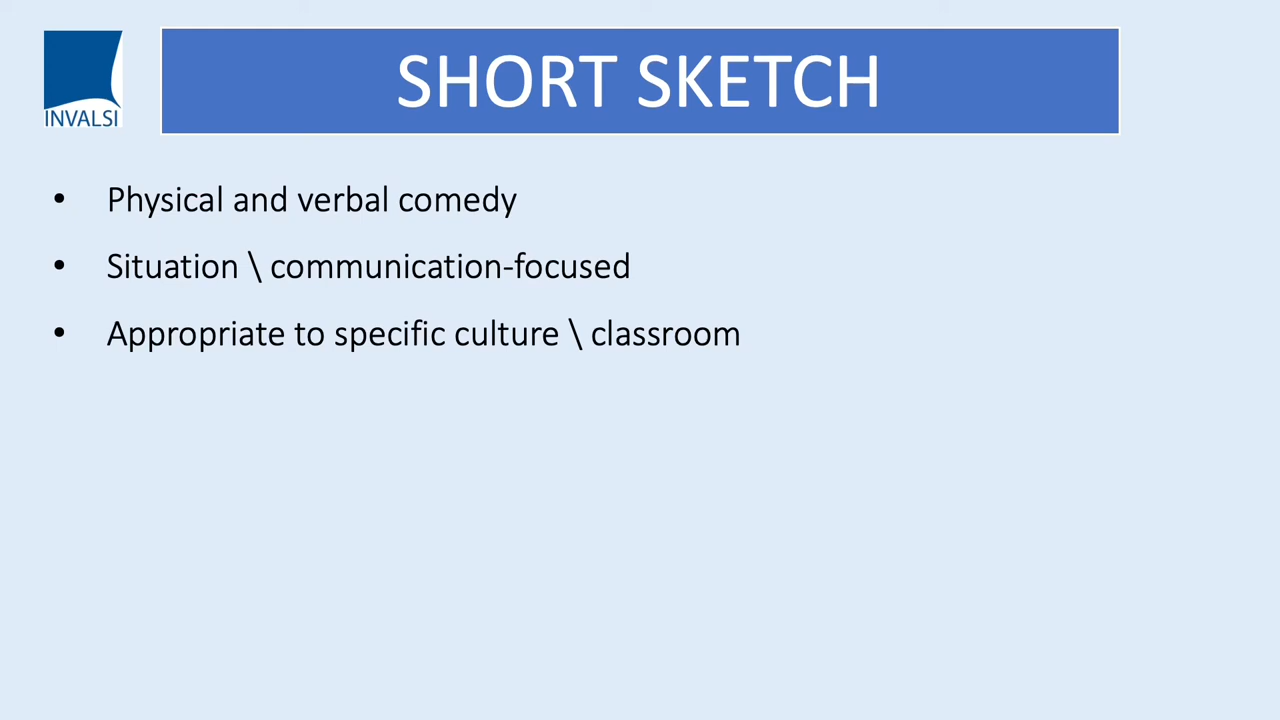 INVALSI
SHORT SKETCH
• Physical and verbal comedy
• Situation \ communication-focused
• Appropriate to specific culture \ classroom